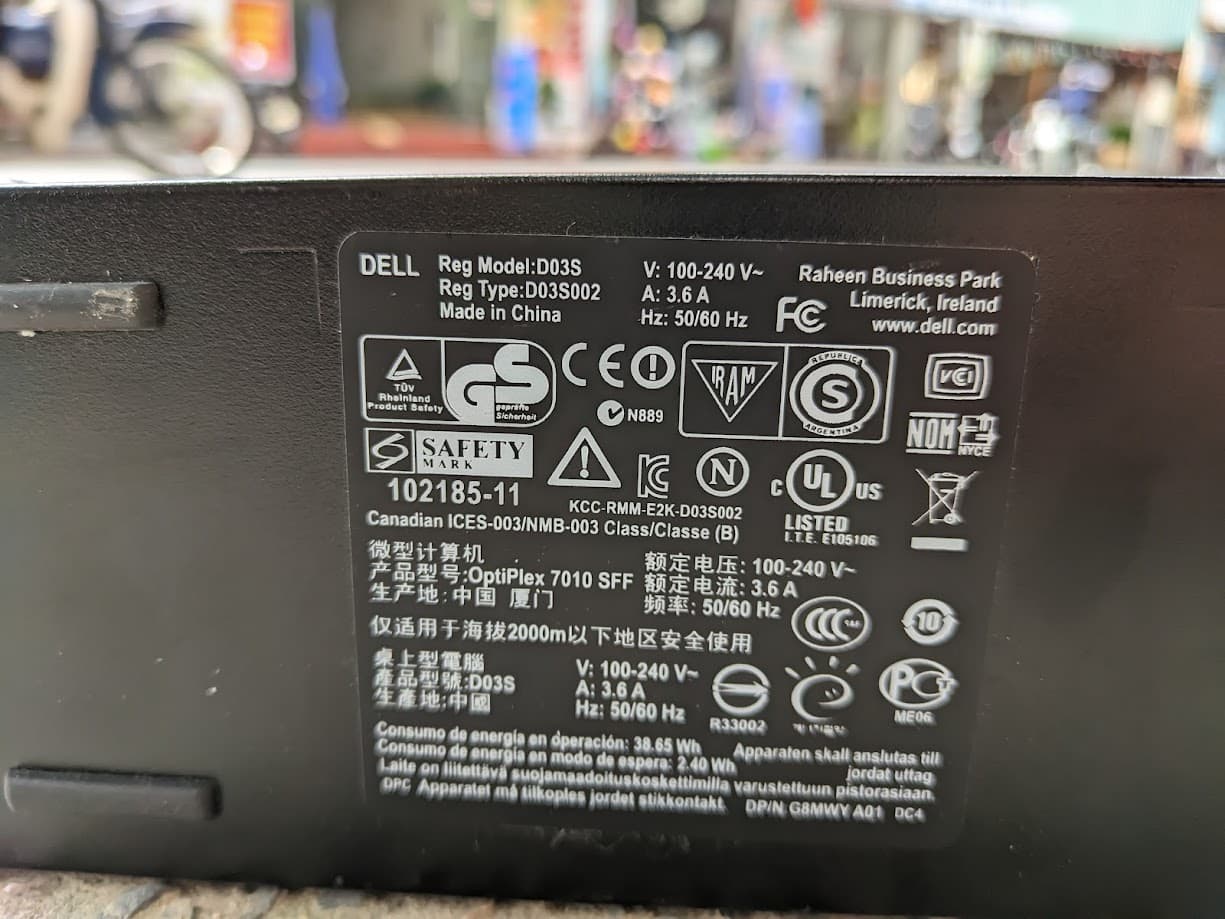 DELL
Reg Model:D03S
Reg Type:D03S002
Made in China
V: 100-240 V~
A: 3.6 A
Hz: 50/60 Hz
FC
Raheen Business Park
Limerick, Ireland
www.dell.com
TÜV
Rheinland
Product Safety
GS
geprüfte
Sicherheit
CE
N889
IRAM
REPUBLICA
S
ARGENTINA
VCI
NOM
NYCE
S
SAFETY
MARK
102185-11
KCC-RMM-E2K-D03S002
N
C UL US
LISTED
I.T.E. E105106
Canadian ICES-003/NMB-003 Class/Classe (B)
微型计算机
产品型号:OptiPlex 7010 SFF
生产地:中国 厦门
额定电压: 100-240 V~
额定电流: 3.6 A
频率: 50/60 Hz
CCC
10
仅适用于海拔2000m以下地区安全使用
桌上型電腦
產品型號:D03S
生產地:中國
V: 100-240 V~
A: 3.6 A
Hz: 50/60 Hz
R33002
ME06
Consumo de energía en operación: 38.65 Wh
Consumo de energía en modo de espera: 2.40 Wh
Apparaten skall anslutas till
jordat uttag
Laite on liitettävä suojamaadoituskoskettimilla varustettuun pistorasiaan
DPC Apparatet må tilkoples jordet stikkontakt.
DP/N G8MWY A01 DC4